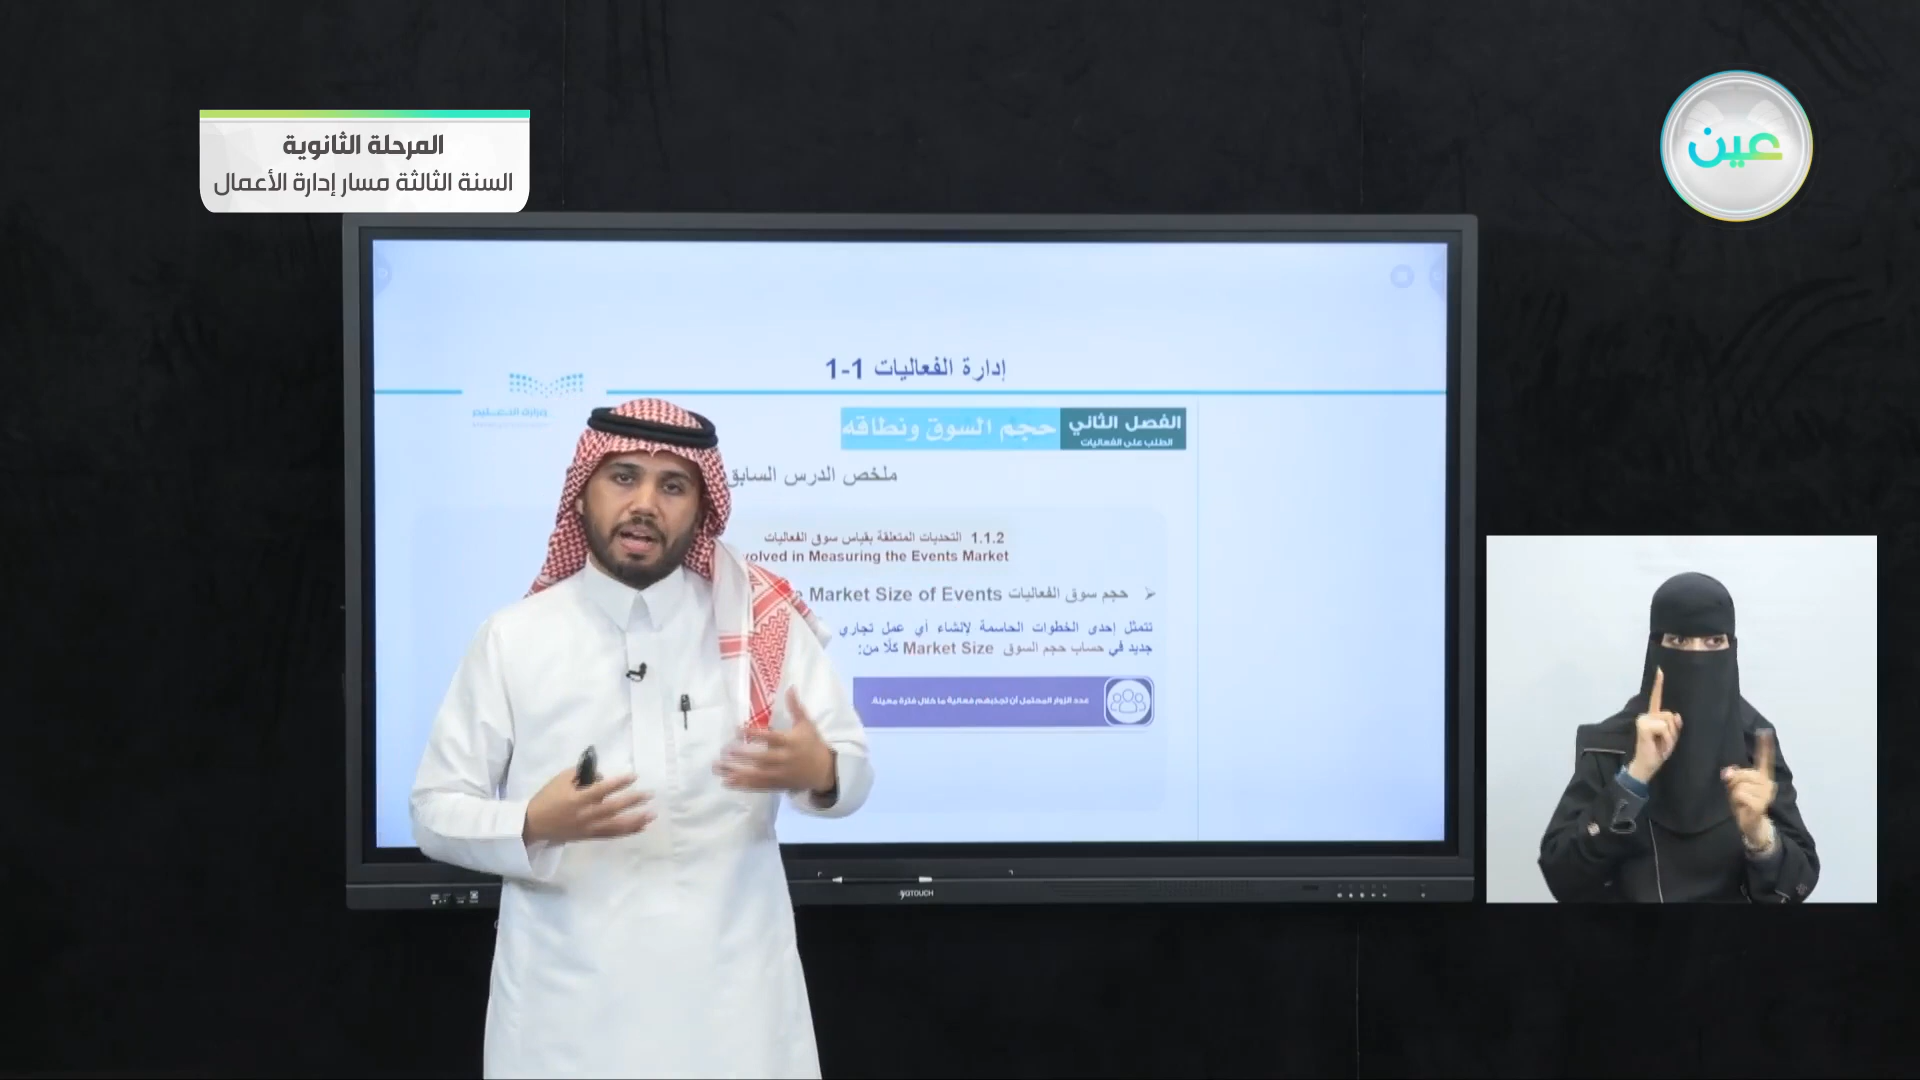 المرحلة الثانوية
السنة الثالثة مسار إدارة الأعمال
عين
إدارة الفعاليات 1-1
وزارة التعليم
الفصل الثاني
الطلب على الفعاليات
حجم السوق ونطاقه
ملخص الدرس السابق
1.1.2 التحديات المتعلقة بقياس سوق الفعاليات
in Measuring the Events Market
حجم سوق الفعاليات Market Size of Events
تتمثل إحدى الخطوات الحاسمة لإنشاء أي عمل تجاري
جديد في حساب حجم السوق Market Size كلًا من:
عدد الزوار المحتمل أن تجذبهم فعالية ما خلال فترة معينة.